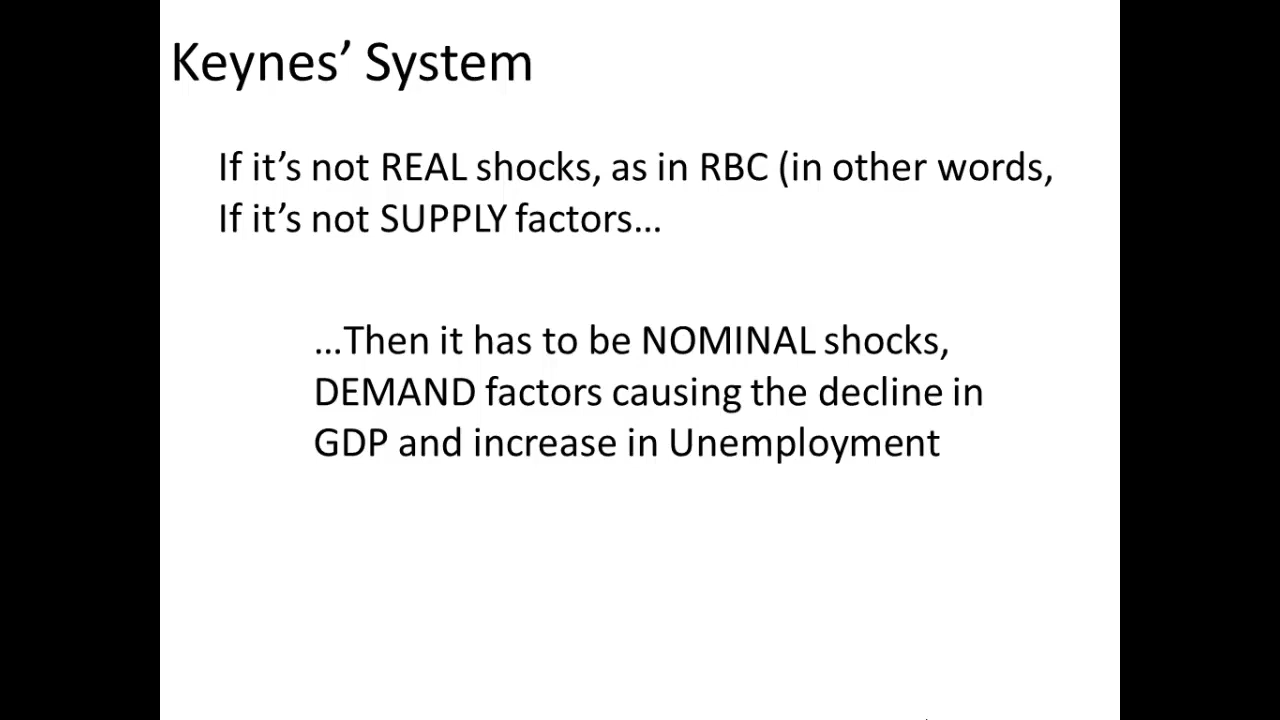 Keynes’ System
If it’s not REAL shocks, as in RBC (in other words,
If it’s not SUPPLY factors…
…Then it has to be NOMINAL shocks,
DEMAND factors causing the decline in
GDP and increase in Unemployment